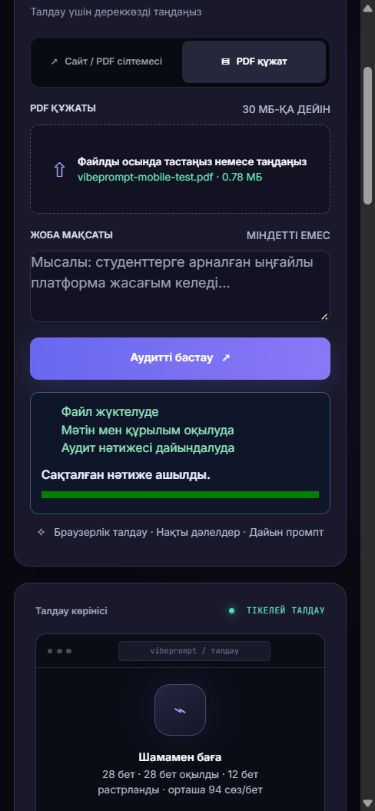 Талдау үшін дереккөзді таңдаңыз
↗ Сайт / PDF сілтемесі
PDF құжат
PDF ҚҰЖАТЫ
30 МБ-ҚА ДЕЙІН
Файлды осында тастаңыз немесе таңдаңыз
vibeprompt-mobile-test.pdf · 0.78 МБ
ЖОБА МАҚСАТЫ
МІНДЕТТІ ЕМЕС
Мысалы: студенттерге арналған ыңғайлы
платформа жасағым келеді...
Аудитті бастау ↗
Файл жүктелуде
Мәтін мен құрылым оқылуда
Аудит нәтижесі дайындалуда
Сақталған нәтиже ашылды.
Браузерлік талдау · Нақты дәлелдер · Дайын промпт
Талдау көрінісі
ТІКЕЛЕЙ ТАЛДАУ
vibeprompt / талдау
Шамамен баға
28 бет · 28 бет оқылды · 12 бет
растрланды · орташа 94 сөз/бет